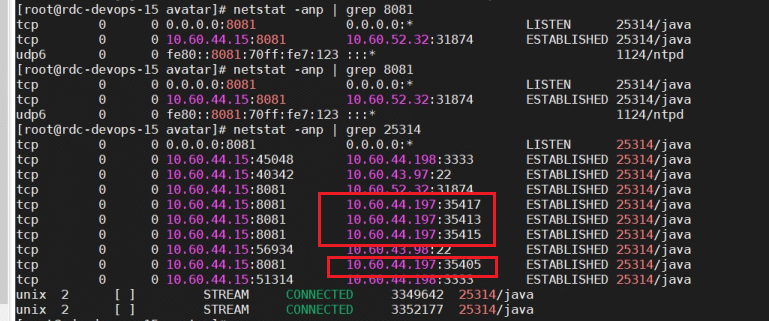 [root@rdc-devops-15 avatar]# netstat -anp | grep 8081
tcp 0 0 0.0.0.0:8081 0.0.0.0:* LISTEN 25314/java
tcp 0 0 10.60.44.15:8081 10.60.52.32:31874 ESTABLISHED 25314/java
udp6 0 0 fe80::8081:70ff:fe7:123 :::* 1124/ntpd
[root@rdc-devops-15 avatar]# netstat -anp | grep 8081
tcp 0 0 0.0.0.0:8081 0.0.0.0:* LISTEN 25314/java
tcp 0 0 10.60.44.15:8081 10.60.52.32:31874 ESTABLISHED 25314/java
udp6 0 0 fe80::8081:70ff:fe7:123 :::* 1124/ntpd
[root@rdc-devops-15 avatar]# netstat -anp | grep 25314
tcp 0 0 0.0.0.0:8081 0.0.0.0:* LISTEN 25314/java
tcp 0 0 10.60.44.15:45048 10.60.44.198:3333 ESTABLISHED 25314/java
tcp 0 0 10.60.44.15:40342 10.60.43.97:22 ESTABLISHED 25314/java
tcp 0 0 10.60.44.15:8081 10.60.52.32:31874 ESTABLISHED 25314/java
tcp 0 0 10.60.44.15:8081 10.60.44.197:35417 ESTABLISHED 25314/java
tcp 0 0 10.60.44.15:8081 10.60.44.197:35413 ESTABLISHED 25314/java
tcp 0 0 10.60.44.15:8081 10.60.44.197:35415 ESTABLISHED 25314/java
tcp 0 0 10.60.44.15:56934 10.60.43.98:22 ESTABLISHED 25314/java
tcp 0 0 10.60.44.15:8081 10.60.44.197:35405 ESTABLISHED 25314/java
tcp 0 0 10.60.44.15:51314 10.60.44.198:3333 ESTABLISHED 25314/java
unix 2 [ ] STREAM CONNECTED 3349642 25314/java
unix 2 [ ] STREAM CONNECTED 3352177 25314/java
[root@rdc-devops-15 avatar]#